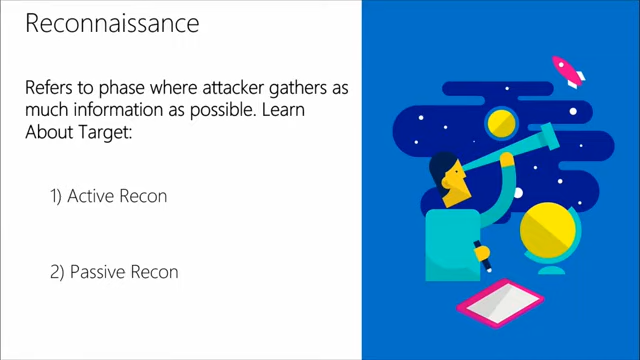 Reconnaissance
Refers to phase where attacker gathers as
much information as possible. Learn
About Target:
1) Active Recon
2) Passive Recon